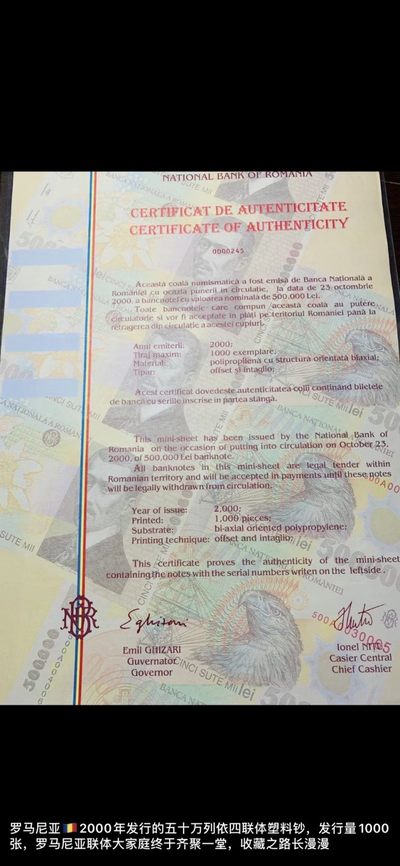 NATIONAL BANK OF ROMANIA
CERTIFICAT DE AUTENTICITATE
CERTIFICATE OF AUTHENTICITY
0000245
Această coală numismatică a fost emisă de Banca Națională a
României cu ocazia punerii în circulație, la data de 23 octombrie
2000, a bancnotei cu valoarea nominală de 500.000 Lei.
Toate bancnotele care compun această coală au putere
circulatorie și vor fi acceptate în plăți pe teritoriul României până la
retragerea din circulație a acestei cupiuri.
Anul emiterii: 2000;
Tiraj maxim: 1000 exemplare;
Material: polipropilenă cu structură orientată biaxial;
Tipar: offset și intaglio;
Acest certificat dovedește autenticitatea colii conținând biletele
de bancă cu seriile înscrise în partea stângă.
This mini-sheet has been issued by the National Bank of
Romania on the occasion of putting into circulation on October 23,
2000, of 500,000 Lei banknote.
All banknotes in this mini-sheet are legal tender within
Romanian territory and will be accepted in payments until these notes
will be legally withdrawn from circulation.
Year of issue: 2,000;
Printed: 1,000 pieces;
Substrate: bi-axial oriented polypropylene;
Printing technique: offset and intaglio;
This certificate proves the authenticity of the mini-sheet
containing the notes with the serial numbers writen on the leftside.
Emil GHIZARI
Guvernator
Governor
Ionel NIȚU
Casier Central
Chief Cashier
罗马尼亚🇷🇴2000年发行的五十万列依四联体塑料钞，发行量1000
张，罗马尼亚联体大家庭终于齐聚一堂，收藏之路长漫漫